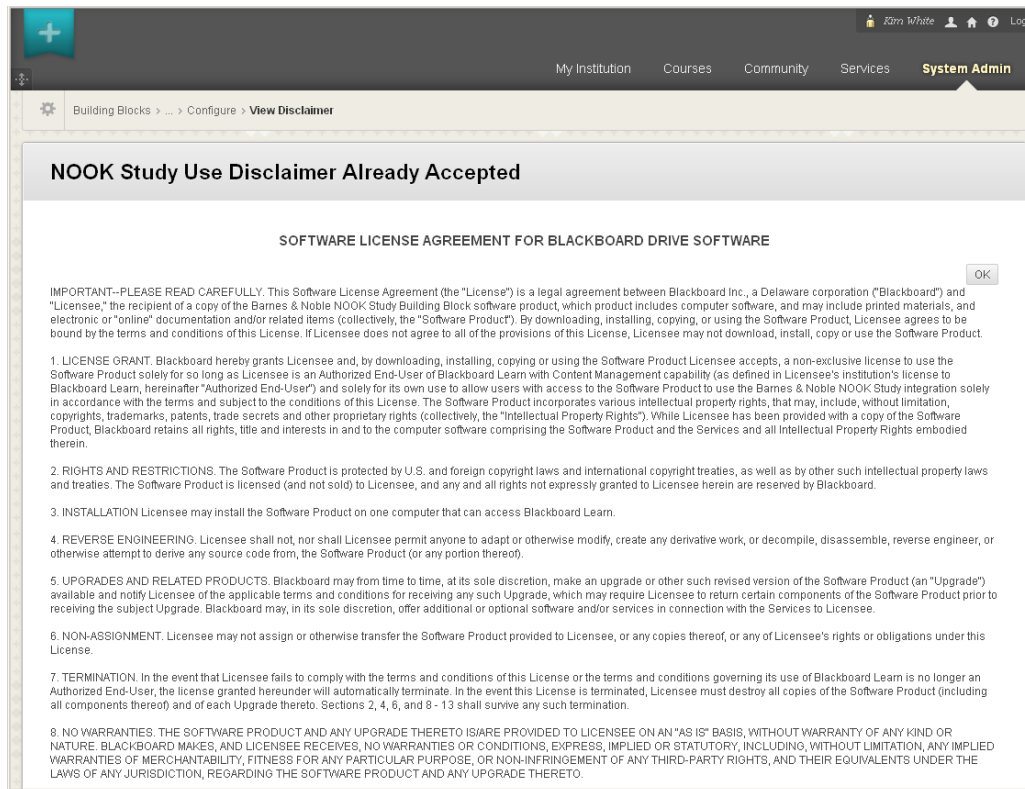 Kim White Log
My Institution Courses Community Services System Admin
Building Blocks > ... > Configure > View Disclaimer
NOOK Study Use Disclaimer Already Accepted
SOFTWARE LICENSE AGREEMENT FOR BLACKBOARD DRIVE SOFTWARE
OK
IMPORTANT--PLEASE READ CAREFULLY. This Software License Agreement (the "License") is a legal agreement between Blackboard Inc., a Delaware corporation ("Blackboard") and
"Licensee," the recipient of a copy of the Barnes & Noble NOOK Study Building Block software product, which product includes computer software, and may include printed materials, and
electronic or "online" documentation and/or related items (collectively, the "Software Product"). By downloading, installing, copying, or using the Software Product, Licensee agrees to be
bound by the terms and conditions of this License. If Licensee does not agree to all of the provisions of this License, Licensee may not download, install, copy or use the Software Product.
1. LICENSE GRANT. Blackboard hereby grants Licensee and, by downloading, installing, copying or using the Software Product Licensee accepts, a non-exclusive license to use the
Software Product solely for so long as Licensee is an Authorized End-User of Blackboard Learn with Content Management capability (as defined in Licensee's institution's license to
Blackboard Learn, hereinafter "Authorized End-User") and solely for its own use to allow users with access to the Software Product to use the Barnes & Noble NOOK Study integration solely
in accordance with the terms and subject to the conditions of this License. The Software Product incorporates various intellectual property rights, that may, include, without limitation,
copyrights, trademarks, patents, trade secrets and other proprietary rights (collectively, the "Intellectual Property Rights"). While Licensee has been provided with a copy of the Software
Product, Blackboard retains all rights, title and interests in and to the computer software comprising the Software Product and the Services and all Intellectual Property Rights embodied
therein.
2. RIGHTS AND RESTRICTIONS. The Software Product is protected by U.S. and foreign copyright laws and international copyright treaties, as well as by other such intellectual property laws
and treaties. The Software Product is licensed (and not sold) to Licensee, and any and all rights not expressly granted to Licensee herein are reserved by Blackboard.
3. INSTALLATION Licensee may install the Software Product on one computer that can access Blackboard Learn.
4. REVERSE ENGINEERING. Licensee shall not, nor shall Licensee permit anyone to adapt or otherwise modify, create any derivative work, or decompile, disassemble, reverse engineer, or
otherwise attempt to derive any source code from, the Software Product (or any portion thereof).
5. UPGRADES AND RELATED PRODUCTS. Blackboard may from time to time, at its sole discretion, make an upgrade or other such revised version of the Software Product (an "Upgrade")
available and notify Licensee of the applicable terms and conditions for receiving any such Upgrade, which may require Licensee to return certain components of the Software Product prior to
receiving the subject Upgrade. Blackboard may, in its sole discretion, offer additional or optional software and/or services in connection with the Services to Licensee.
6. NON-ASSIGNMENT. Licensee may not assign or otherwise transfer the Software Product provided to Licensee, or any copies thereof, or any of Licensee's rights or obligations under this
License.
7. TERMINATION. In the event that Licensee fails to comply with the terms and conditions of this License or the terms and conditions governing its use of Blackboard Learn is no longer an
Authorized End-User, the license granted hereunder will automatically terminate. In the event this License is terminated, Licensee must destroy all copies of the Software Product (including
all components thereof) and of each Upgrade thereto. Sections 2, 4, 6, and 8 - 13 shall survive any such termination.
8. NO WARRANTIES. THE SOFTWARE PRODUCT AND ANY UPGRADE THERETO IS/ARE PROVIDED TO LICENSEE ON AN "AS IS" BASIS, WITHOUT WARRANTY OF ANY KIND OR
NATURE. BLACKBOARD MAKES, AND LICENSEE RECEIVES, NO WARRANTIES OR CONDITIONS, EXPRESS, IMPLIED OR STATUTORY, INCLUDING, WITHOUT LIMITATION, ANY IMPLIED
WARRANTIES OF MERCHANTABILITY, FITNESS FOR ANY PARTICULAR PURPOSE, OR NON-INFRINGEMENT OF ANY THIRD-PARTY RIGHTS, AND THEIR EQUIVALENTS UNDER THE
LAWS OF ANY JURISDICTION, REGARDING THE SOFTWARE PRODUCT AND ANY UPGRADE THERETO.